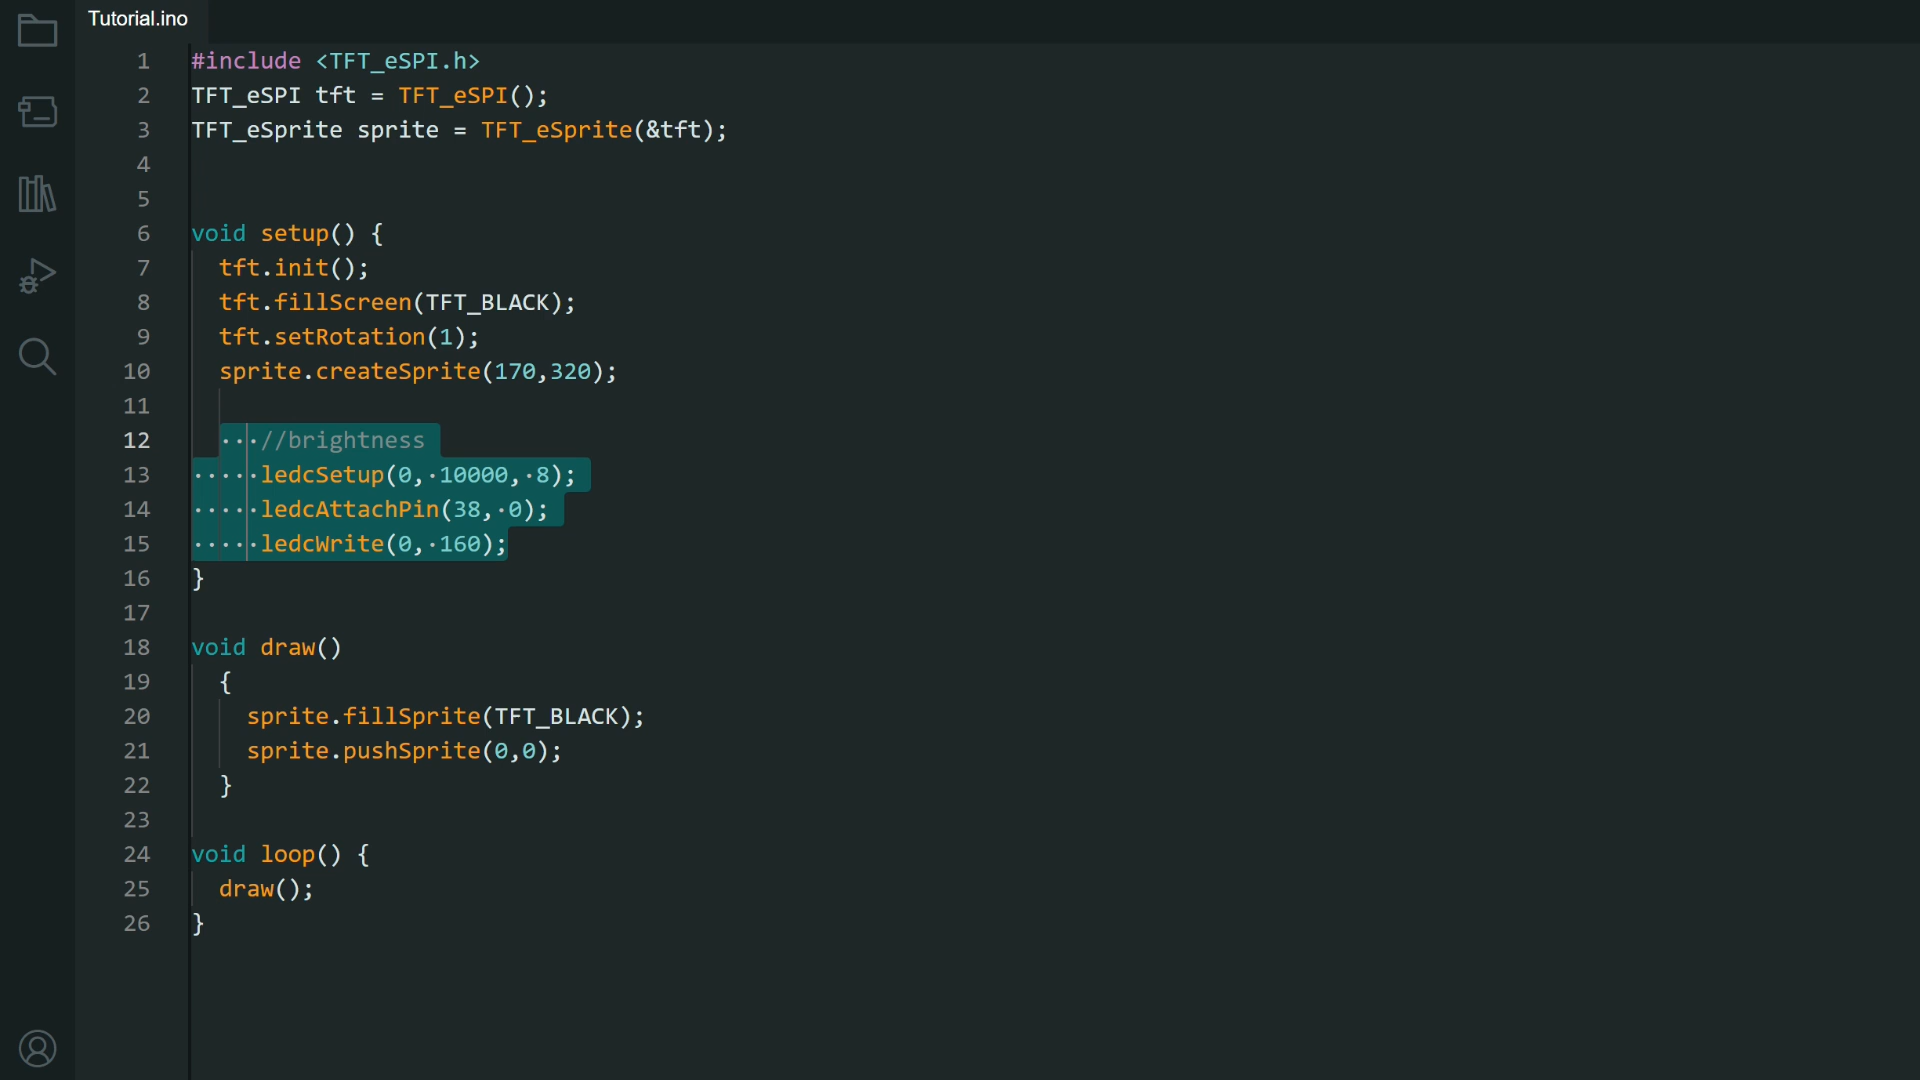 Tutorial.ino
1 #include <TFT_eSPI.h>
2 TFT_eSPI tft = TFT_eSPI();
3 TFT_eSprite sprite = TFT_eSprite(&tft);
4
5
6 void setup() {
7 tft.init();
8 tft.fillScreen(TFT_BLACK);
9 tft.setRotation(1);
10 sprite.createSprite(170,320);
11
12 //brightness
13 ledcSetup(0, 10000, 8);
14 ledcAttachPin(38, 0);
15 ledcWrite(0, 160);
16 }
17
18 void draw()
19 {
20 sprite.fillSprite(TFT_BLACK);
21 sprite.pushSprite(0,0);
22 }
23
24 void loop() {
25 draw();
26 }